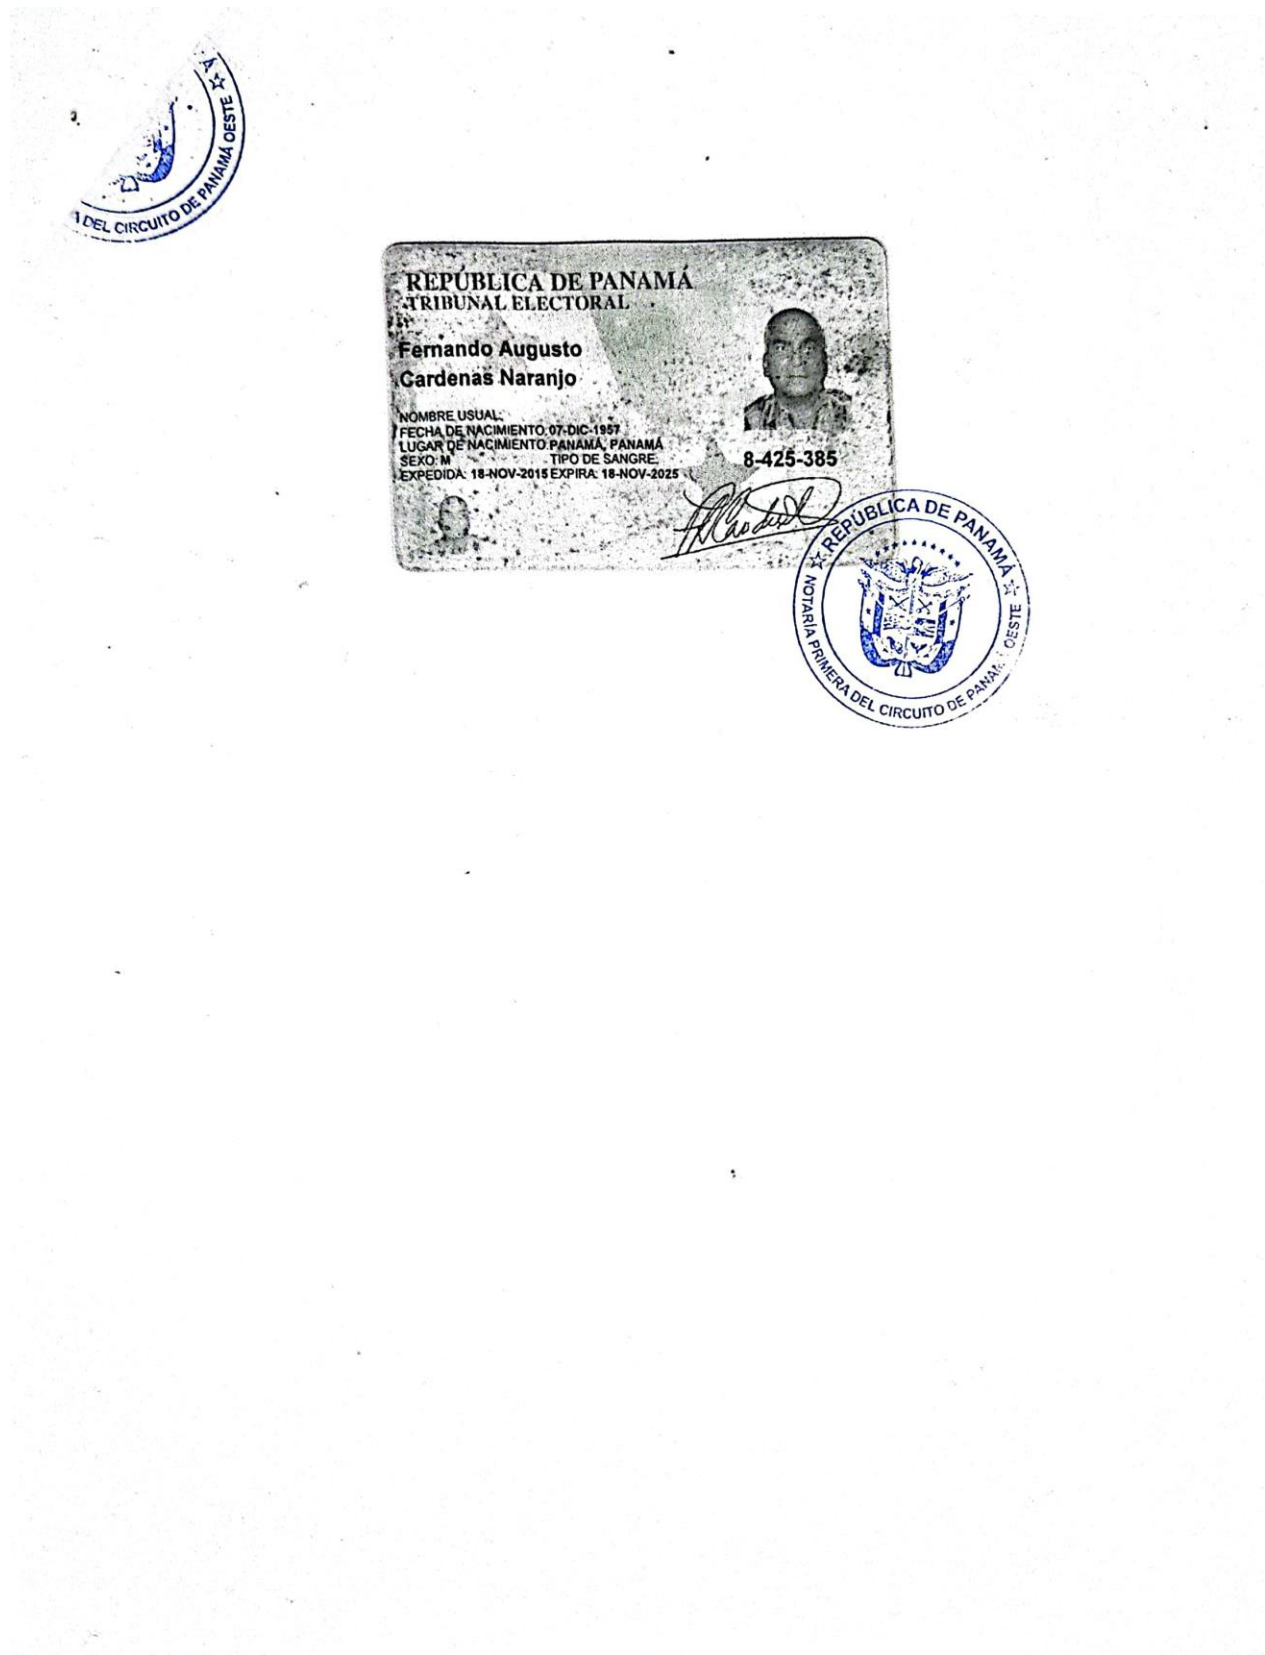 A ☆
A DEL CIRCUITO DE PANAMÁ OESTE
REPÚBLICA DE PANAMÁ
TRIBUNAL ELECTORAL
Fernando Augusto
Cardenas Naranjo
NOMBRE USUAL:
FECHA DE NACIMIENTO: 07-DIC-1957
LUGAR DE NACIMIENTO: PANAMÁ, PANAMÁ
SEXO: M TIPO DE SANGRE:
EXPEDIDA: 18-NOV-2015 EXPIRA: 18-NOV-2025
8-425-385
☆ REPÚBLICA DE PANAMÁ ☆
NOTARÍA PRIMERA DEL CIRCUITO DE PANAMÁ OESTE